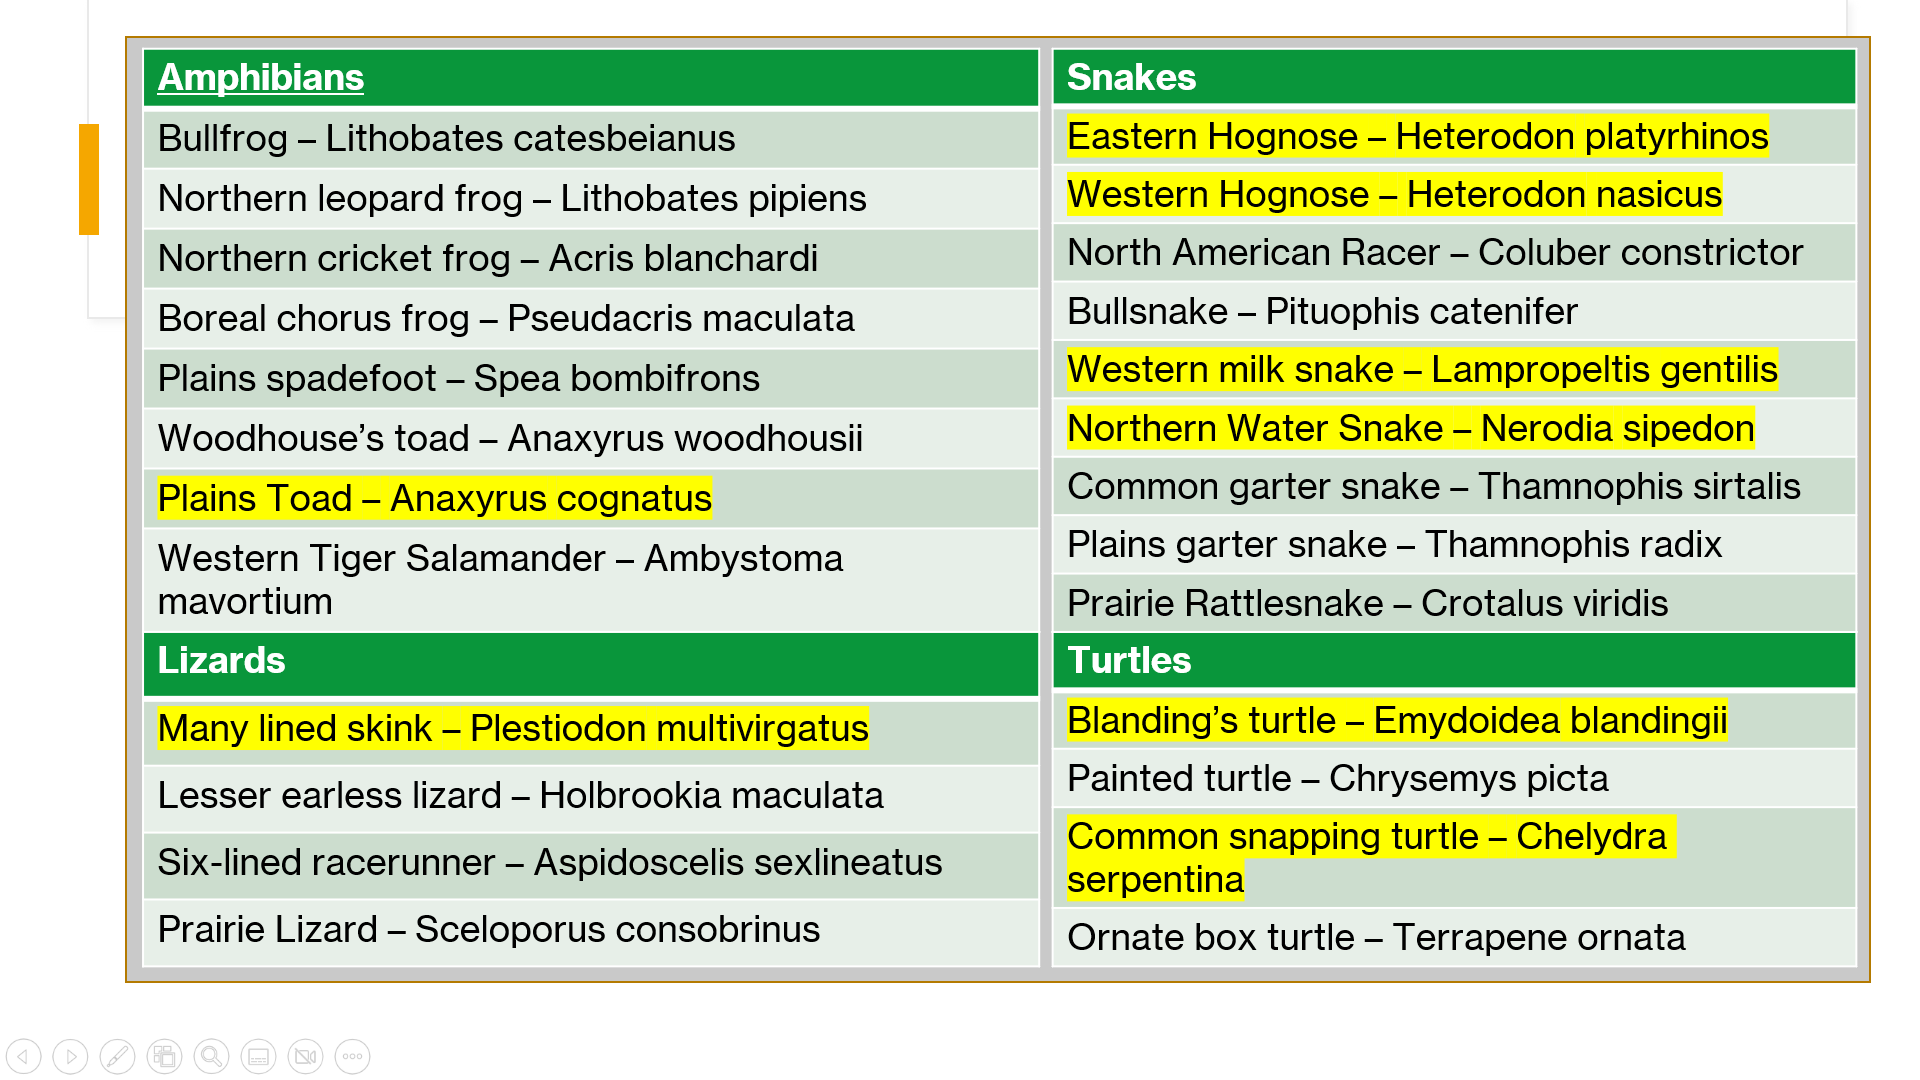 Amphibians
Bullfrog – Lithobates catesbeianus
Northern leopard frog – Lithobates pipiens
Northern cricket frog – Acris blanchardi
Boreal chorus frog – Pseudacris maculata
Plains spadefoot – Spea bombifrons
Woodhouse’s toad – Anaxyrus woodhousii
Plains Toad – Anaxyrus cognatus
Western Tiger Salamander – Ambystoma
mavortium
Lizards
Many lined skink – Plestiodon multivirgatus
Lesser earless lizard – Holbrookia maculata
Six-lined racerunner – Aspidoscelis sexlineatus
Prairie Lizard – Sceloporus consobrinus
Snakes
Eastern Hognose – Heterodon platyrhinos
Western Hognose – Heterodon nasicus
North American Racer – Coluber constrictor
Bullsnake – Pituophis catenifer
Western milk snake – Lampropeltis gentilis
Northern Water Snake – Nerodia sipedon
Common garter snake – Thamnophis sirtalis
Plains garter snake – Thamnophis radix
Prairie Rattlesnake – Crotalus viridis
Turtles
Blanding’s turtle – Emydoidea blandingii
Painted turtle – Chrysemys picta
Common snapping turtle – Chelydra
serpentina
Ornate box turtle – Terrapene ornata